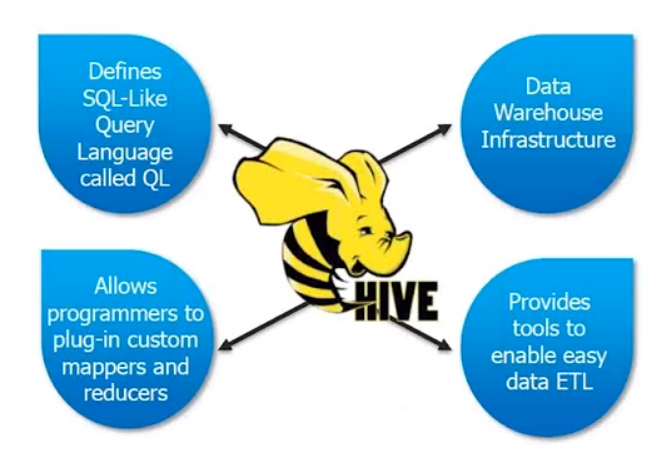 Defines
SQL-Like
Query
Language
called QL
Data
Warehouse
Infrastructure
HIVE
Allows
programmers to
plug-in custom
mappers and
reducers
Provides
tools to
enable easy
data ETL